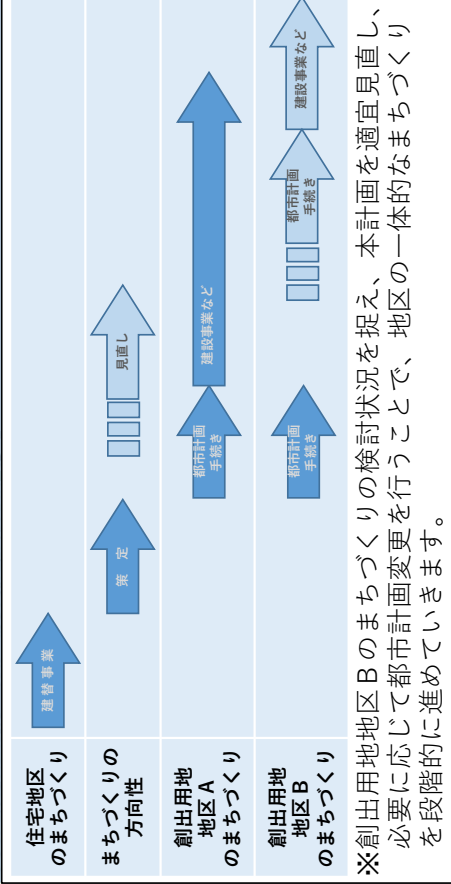 住宅地区
のまちづくり
建替事業
まちづくりの
方向性
策 定
見直し
創出用地
地区A
のまちづくり
都市計画
手続き
建設事業など
創出用地
地区B
のまちづくり
都市計画
手続き
都市計画
手続き
建設事業など
※創出用地地区Bのまちづくりの検討状況を捉え、本計画を適宜見直し、
必要に応じて都市計画変更を行うことで、地区の一体的なまちづくり
を段階的に進めていきます。